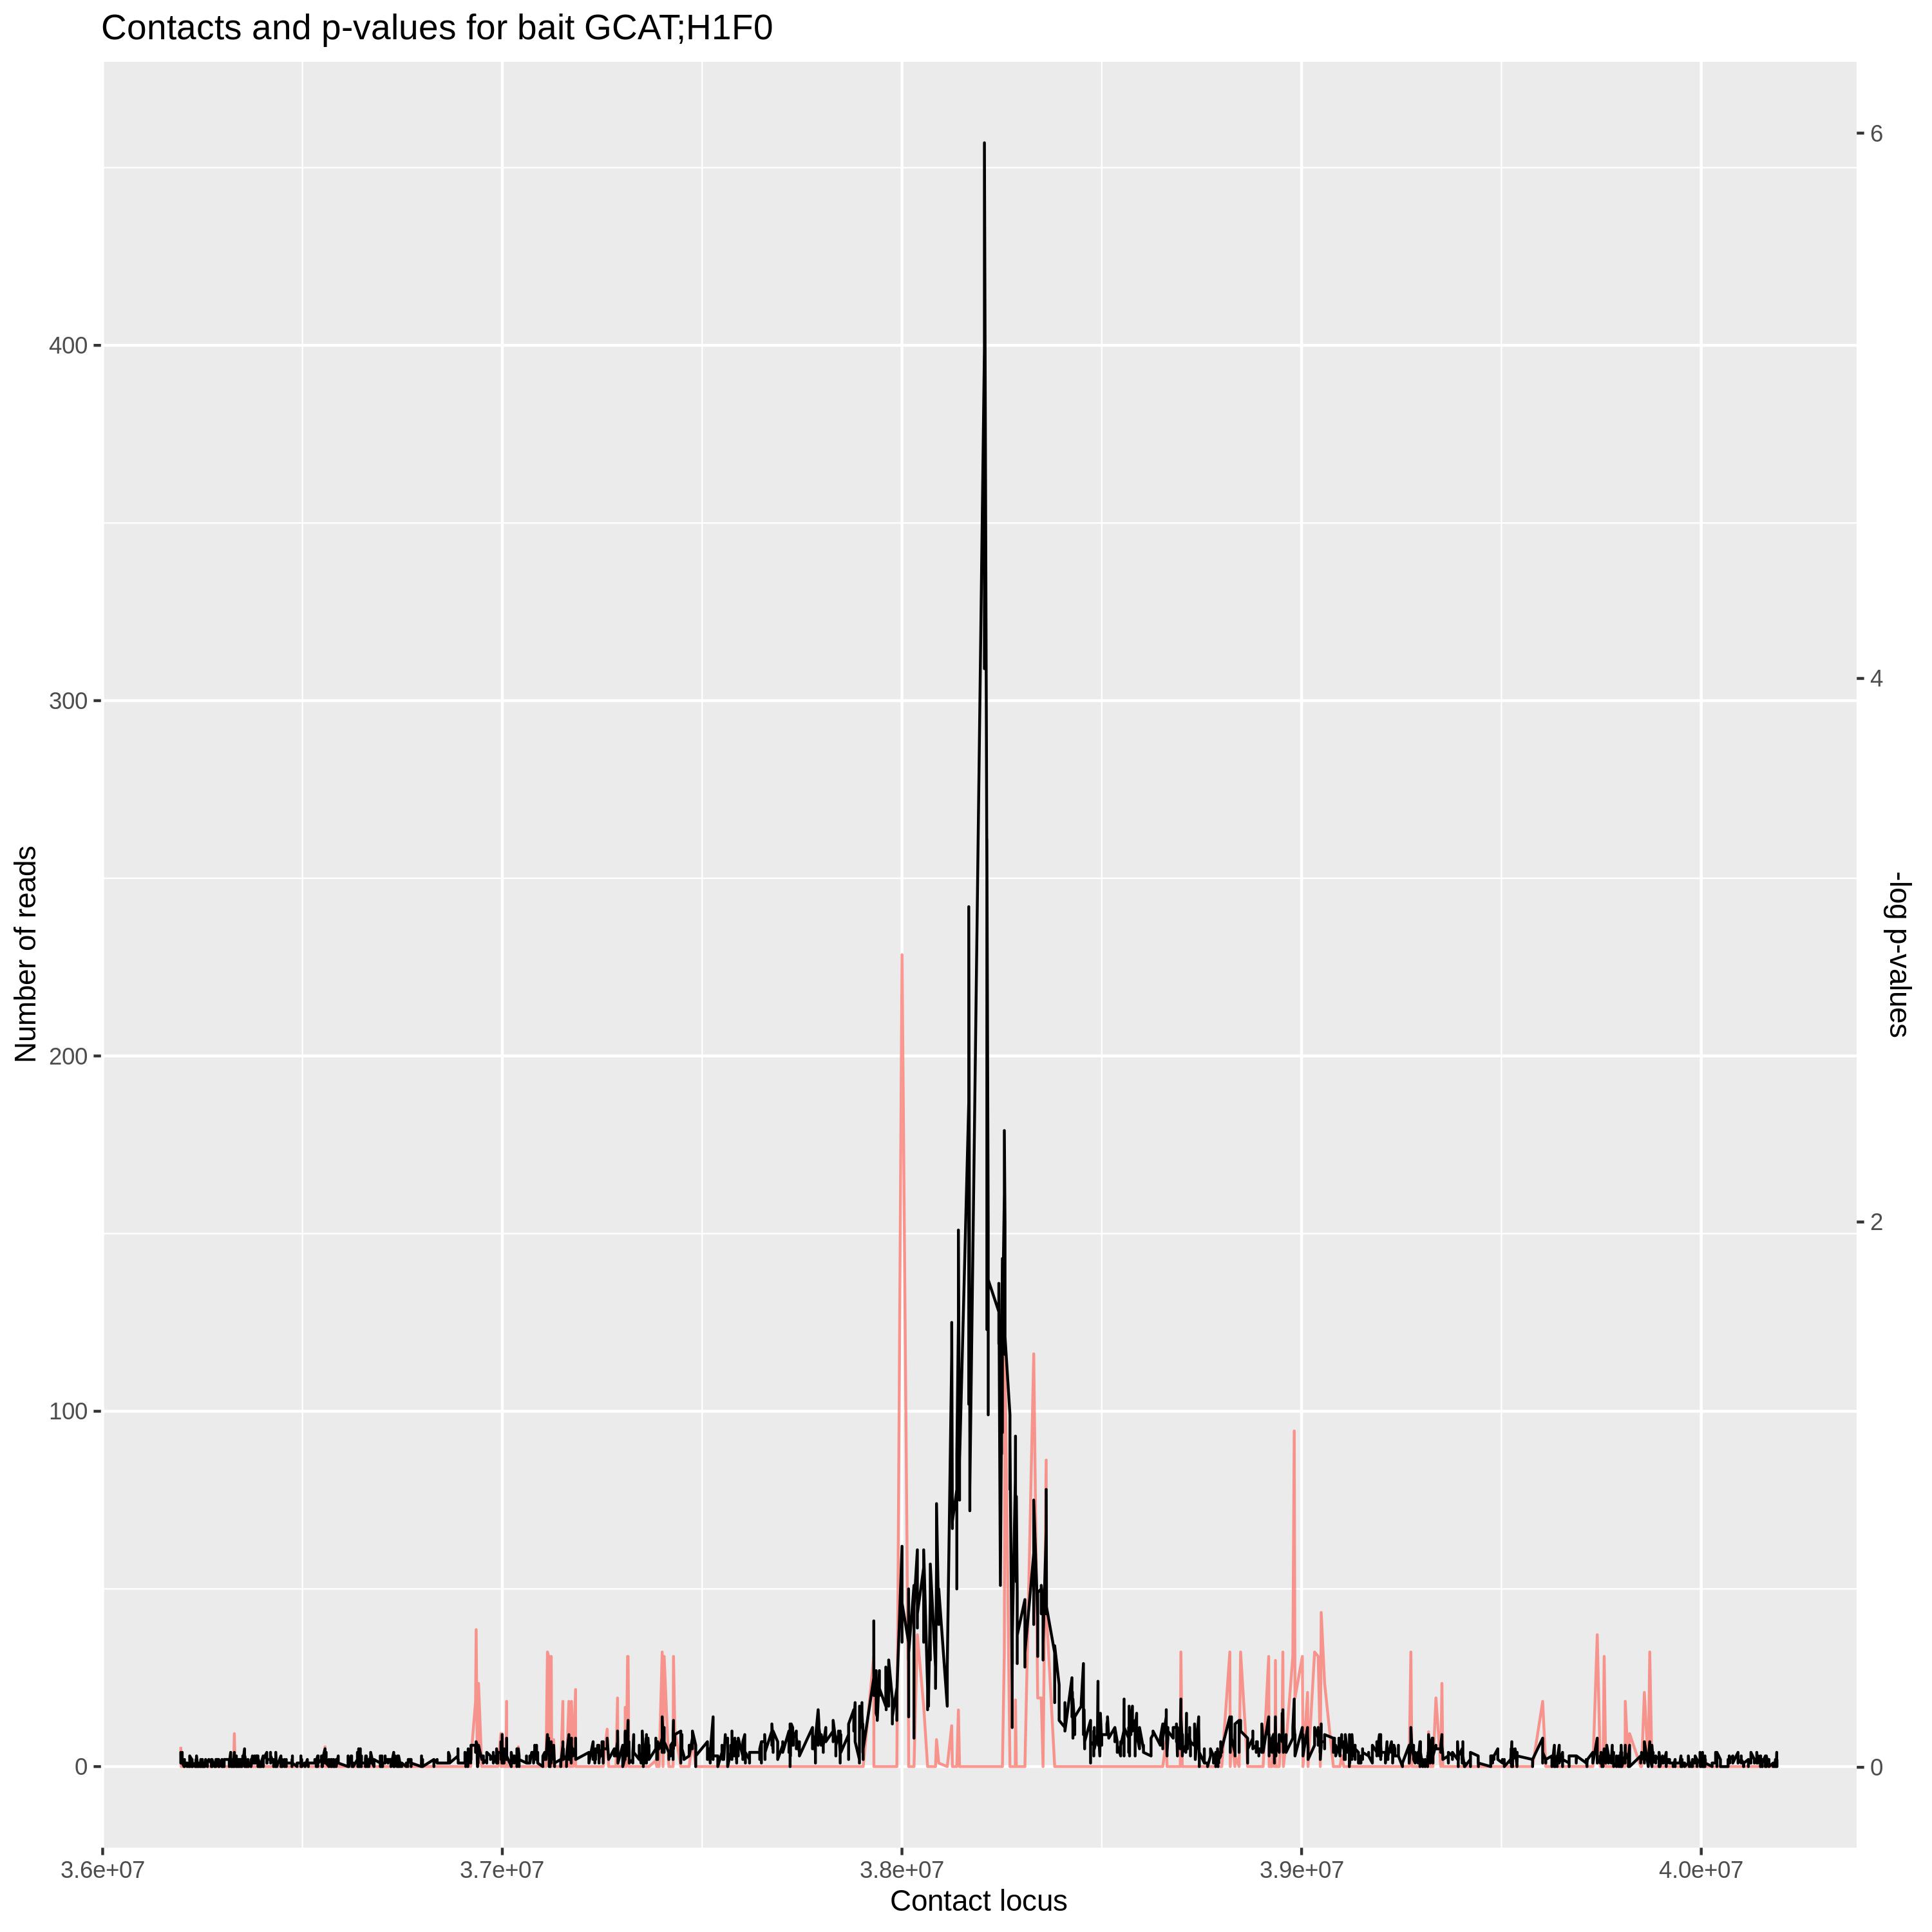 Contacts and p-values for bait GCAT;H1F0
6
400
4
300
Number of reads
-log p-values
200
2
100
0
0
3.6e+07
3.7e+07
3.8e+07
3.9e+07
4.0e+07
Contact locus